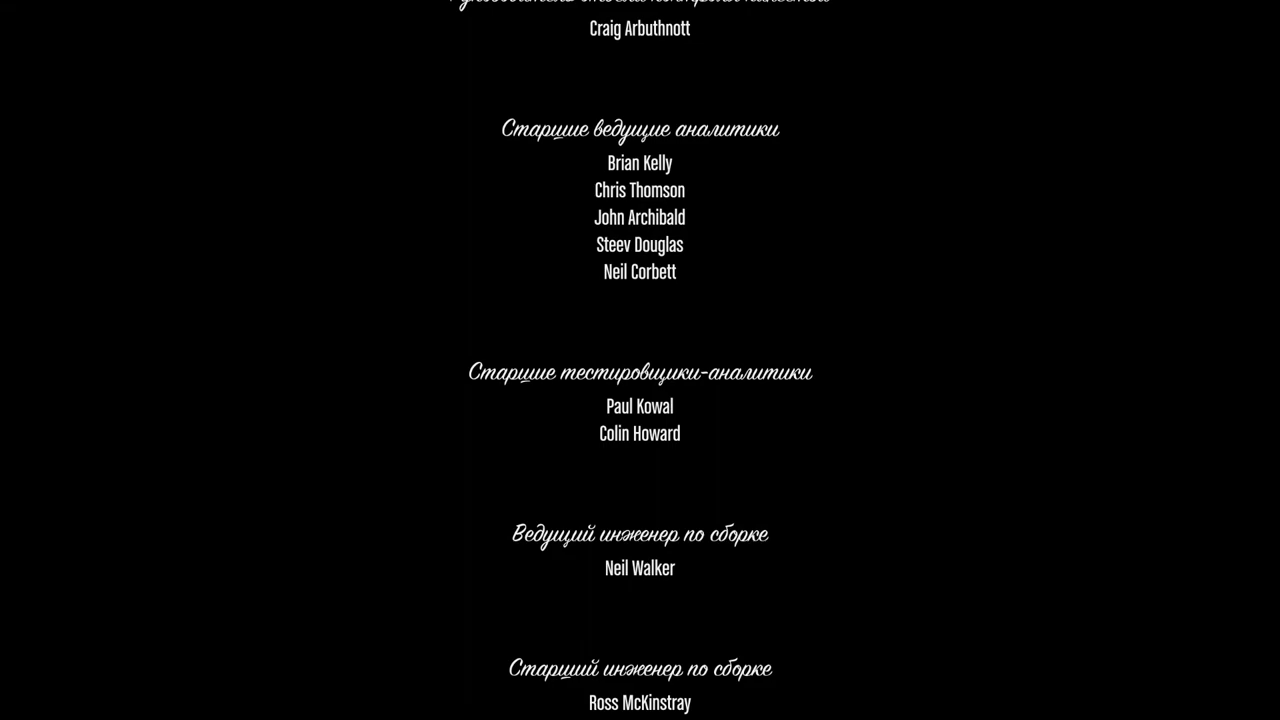 Craig Arbuthnott
Старшие ведущие аналитики
Brian Kelly
Chris Thomson
John Archibald
Steev Douglas
Neil Corbett
Старшие тестировщики-аналитики
Paul Kowal
Colin Howard
Ведущий инженер по сборке
Neil Walker
Старший инженер по сборке
Ross McKinstray